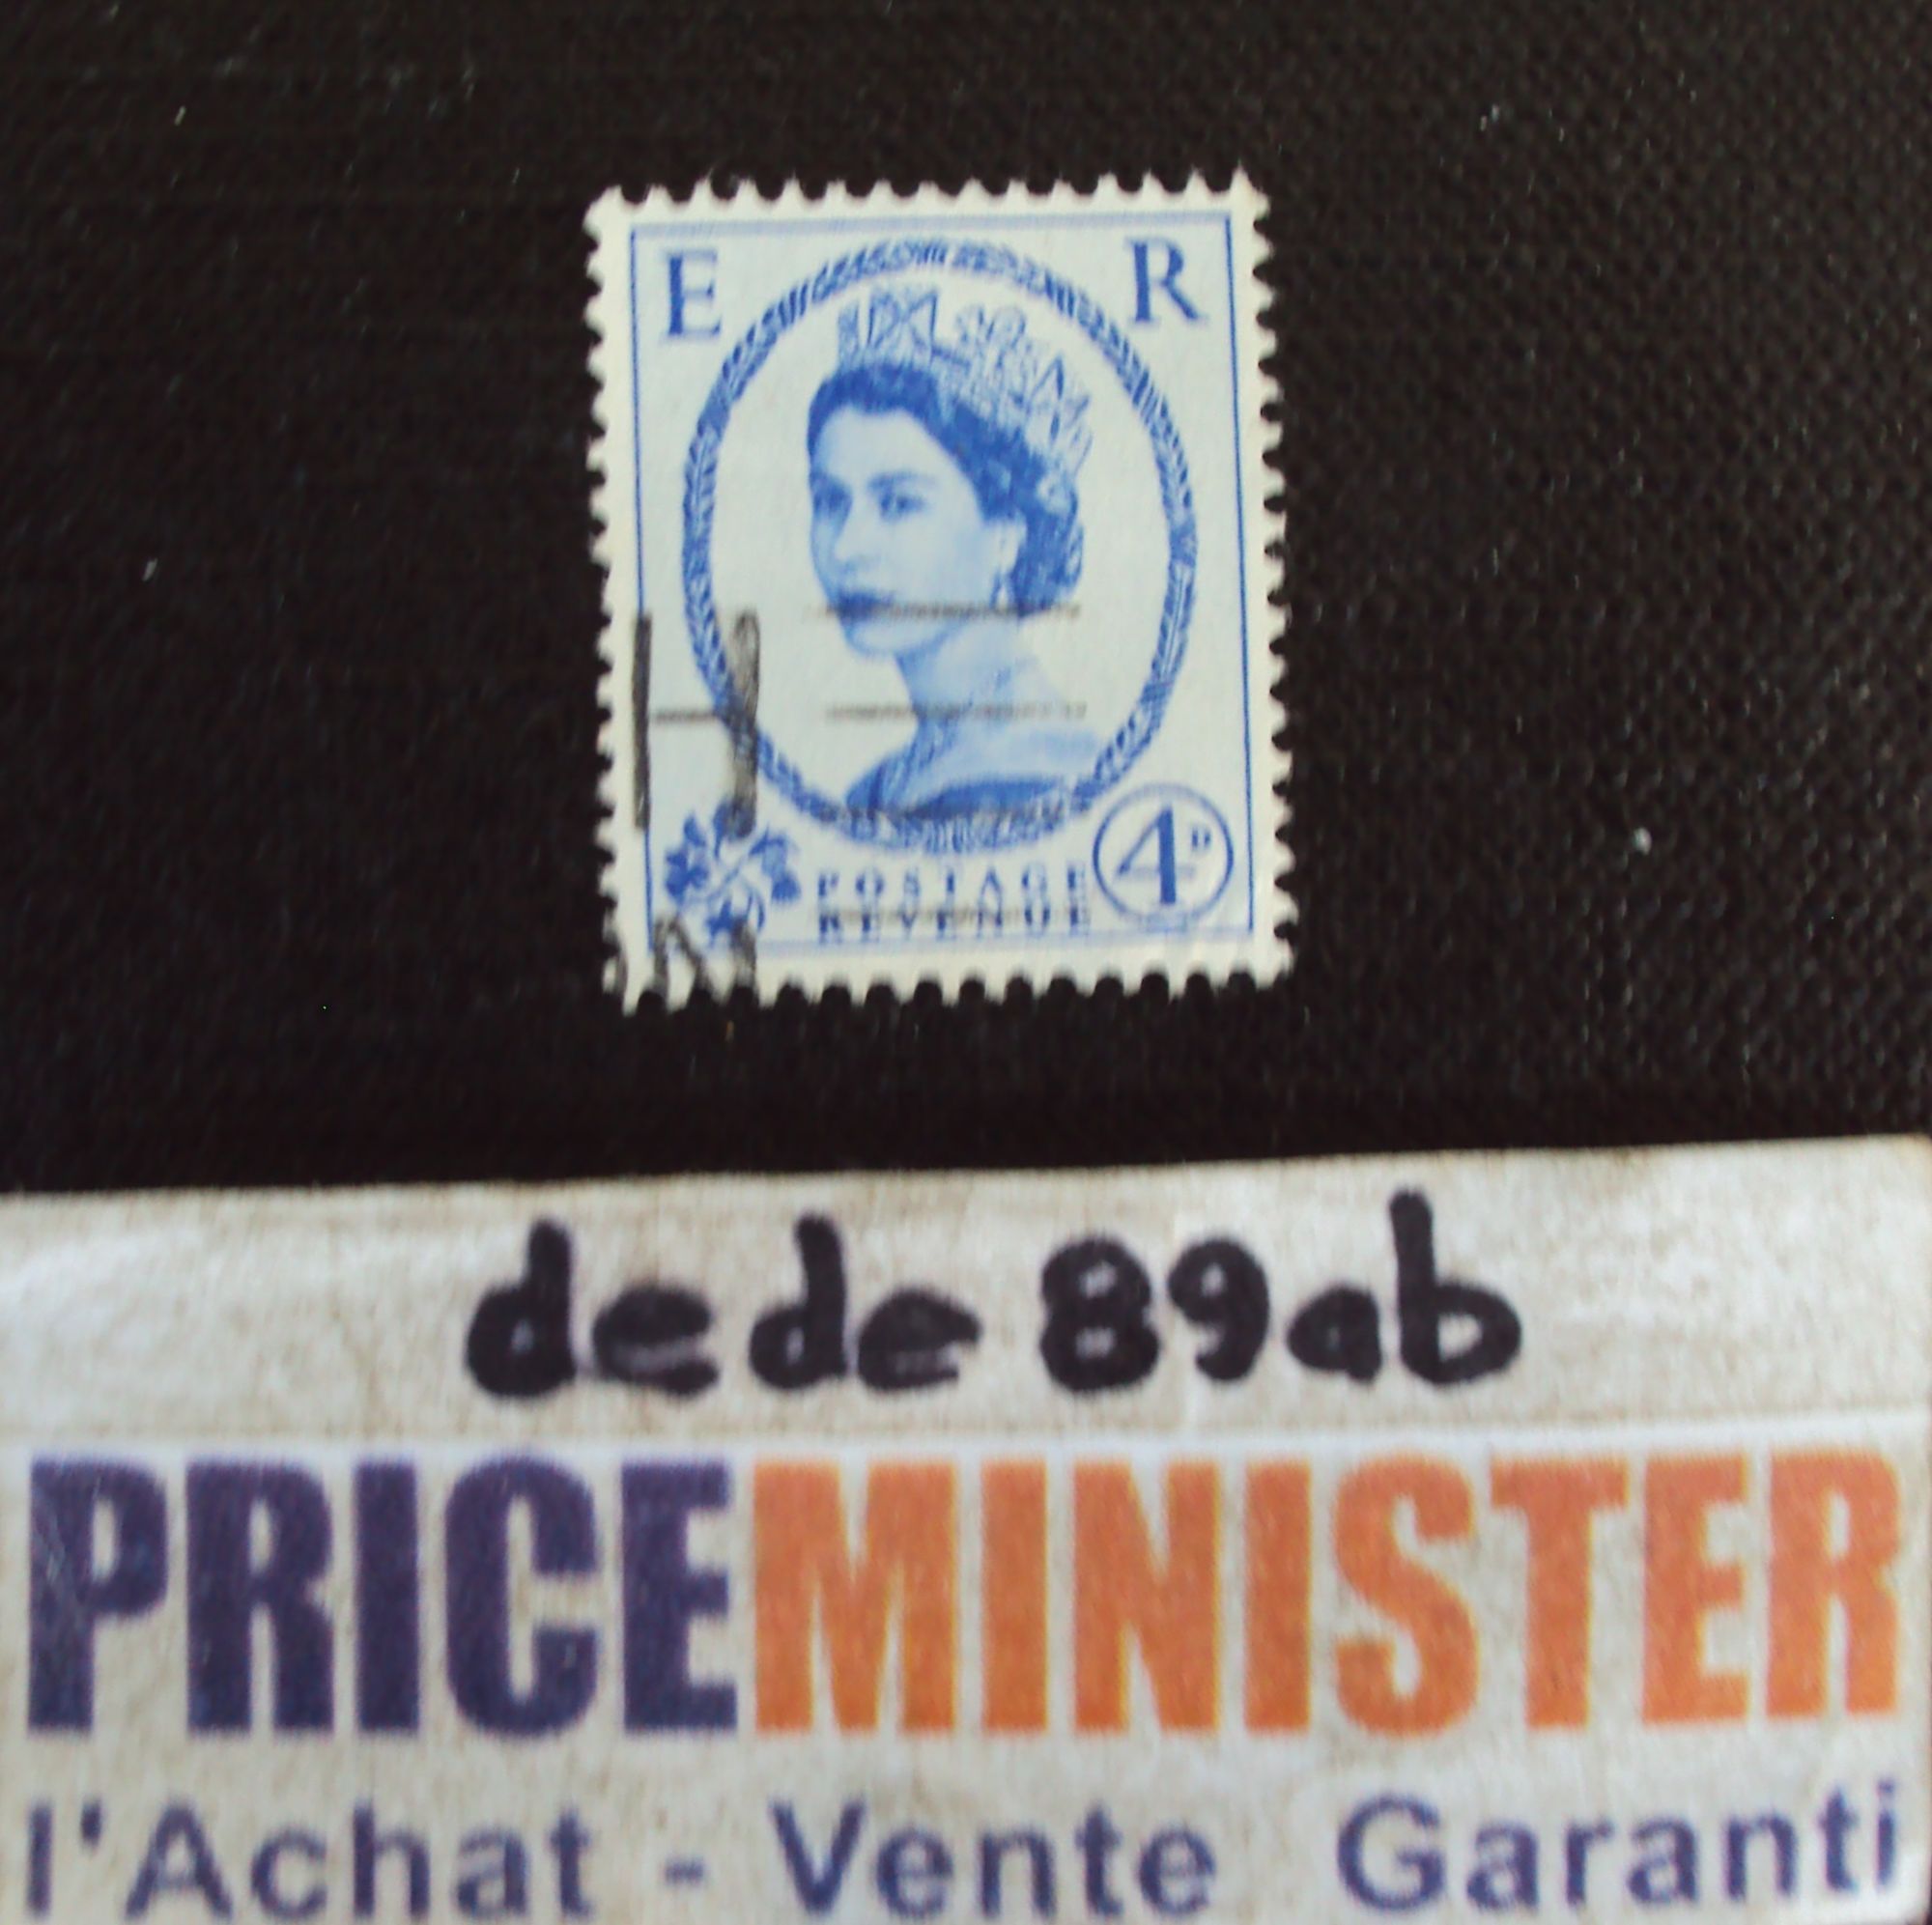 E R
4D
POSTAGE
REVENUE
dede 89ab
PRICEMINISTER
l'Achat - Vente Garanti